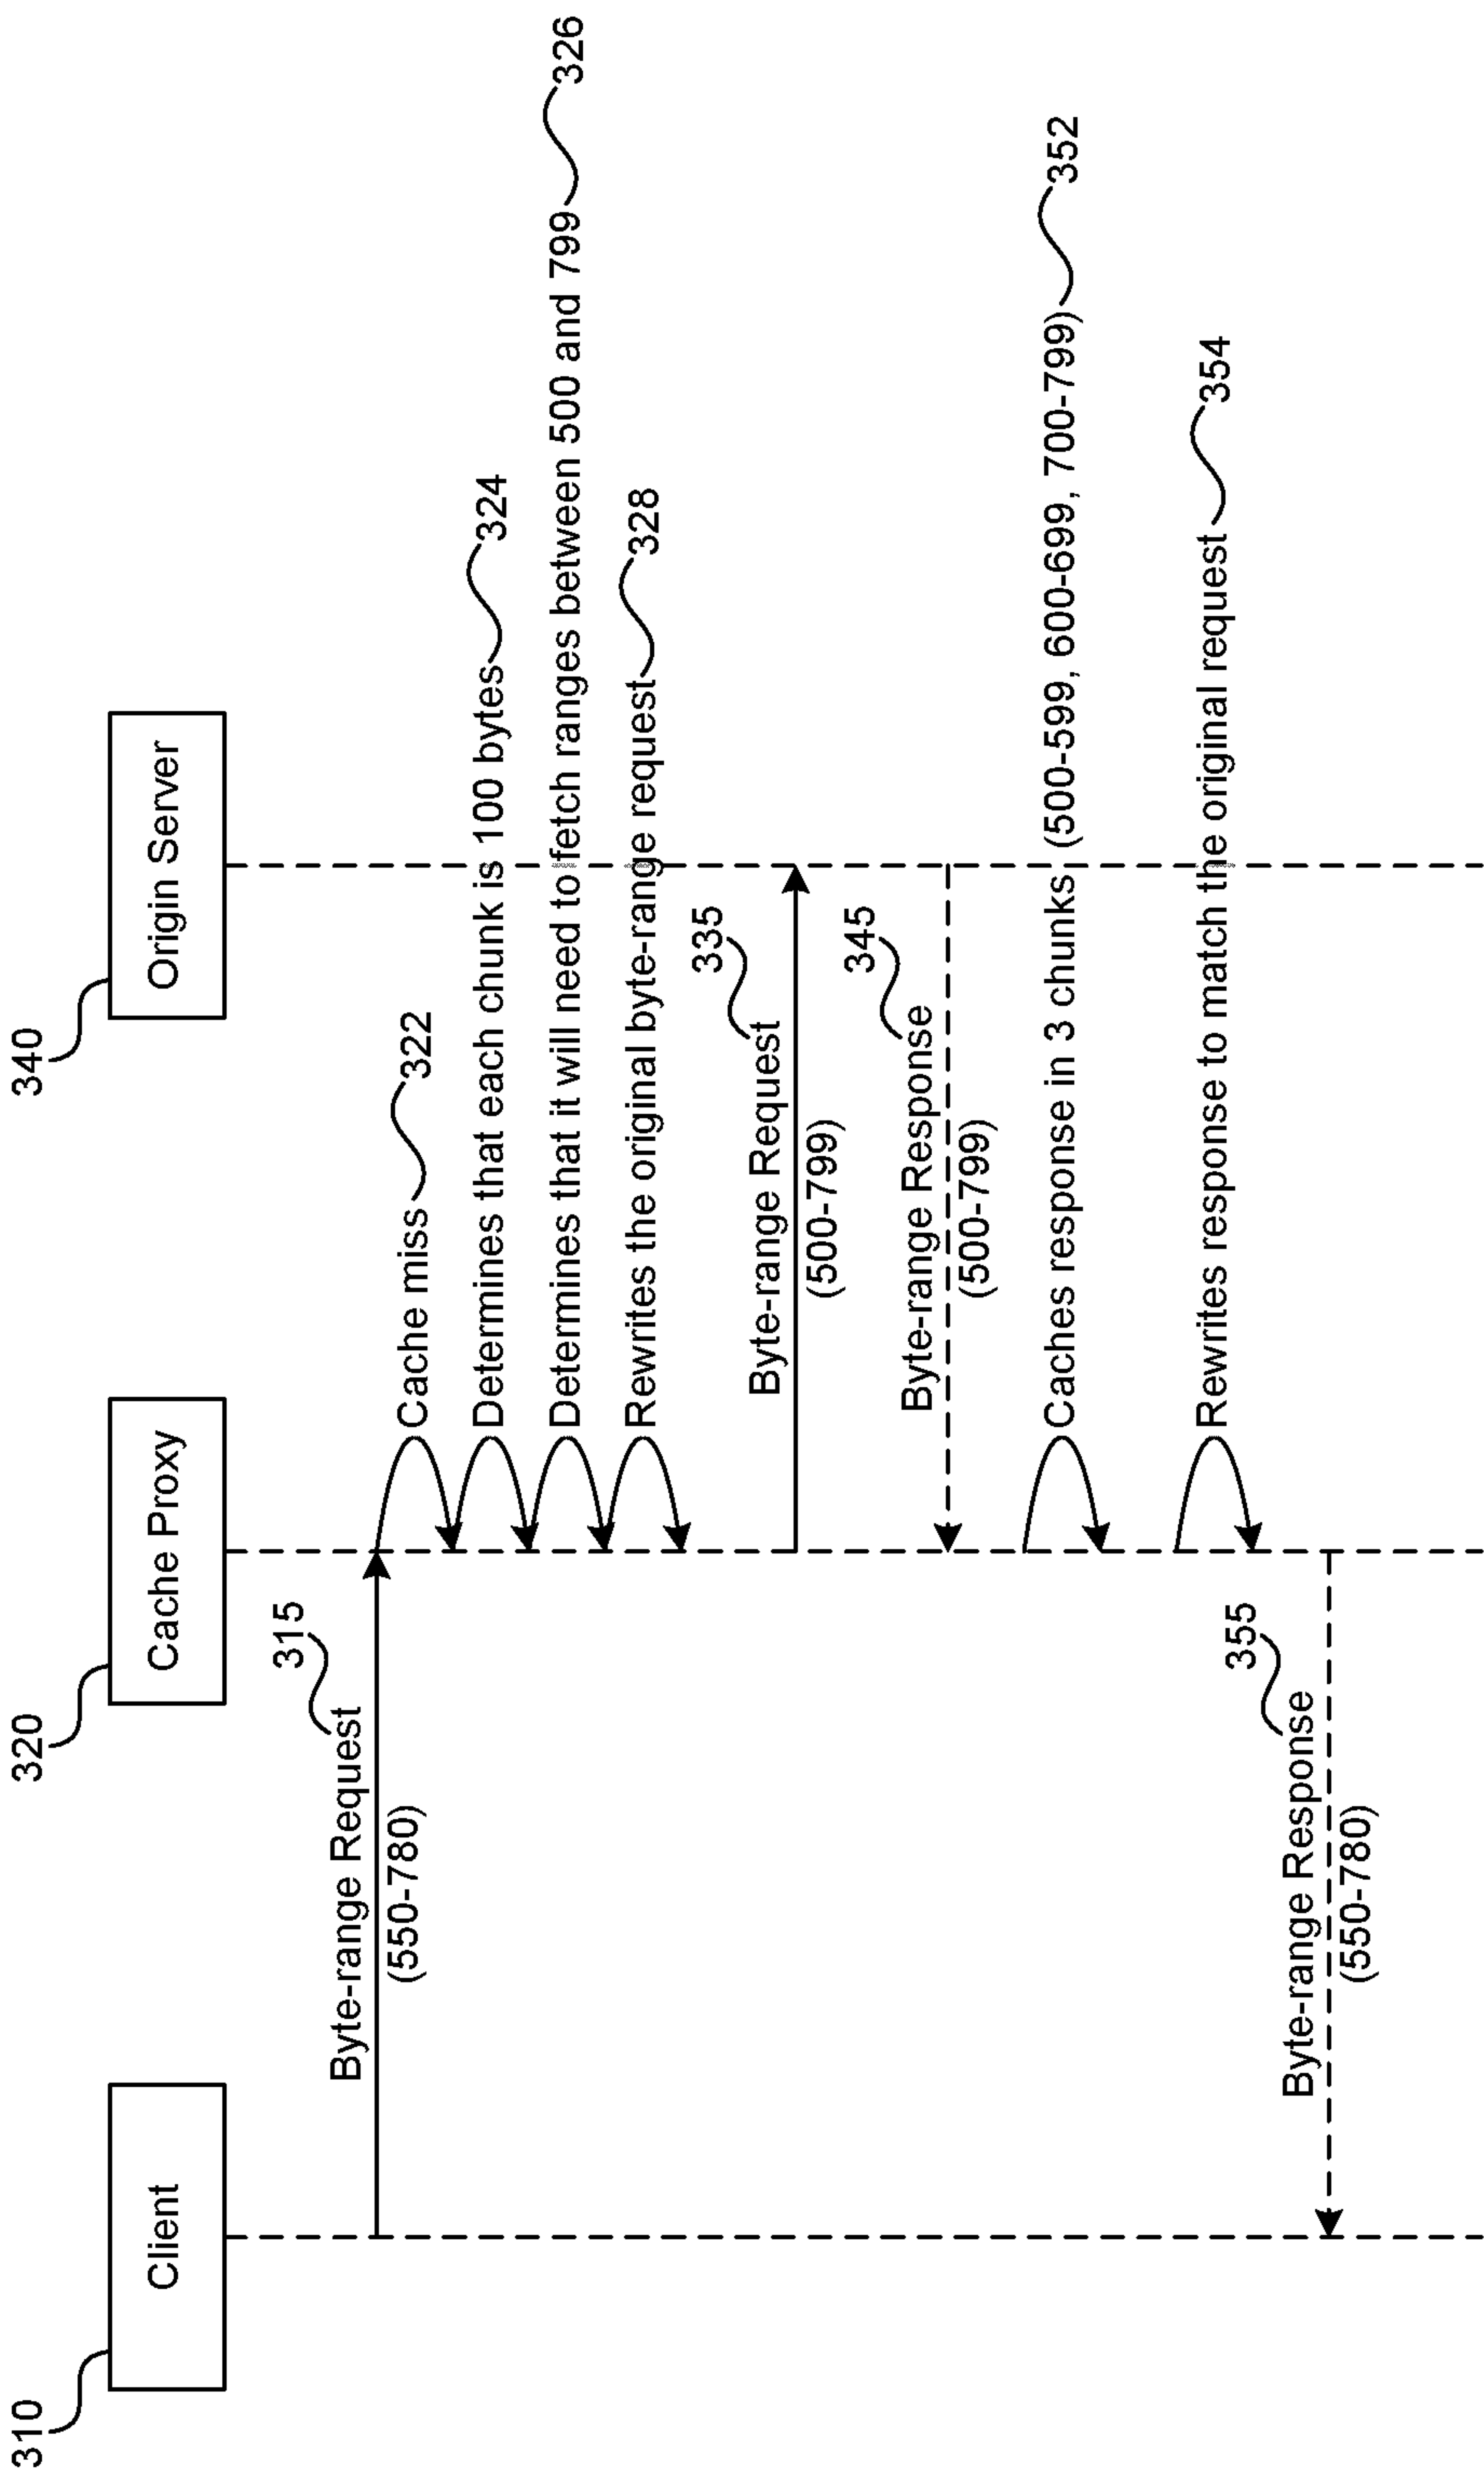 310
Client
320
Cache Proxy
340
Origin Server
Byte-range Request
315
(550-780)
Cache miss 322
Determines that each chunk is 100 bytes 324
Determines that it will need to fetch ranges between 500 and 799 326
Rewrites the original byte-range request 328
Byte-range Request
335
(500-799)
Byte-range Response
345
(500-799)
Caches response in 3 chunks (500-599, 600-699, 700-799) 352
Rewrites response to match the original request 354
Byte-range Response
355
(550-780)